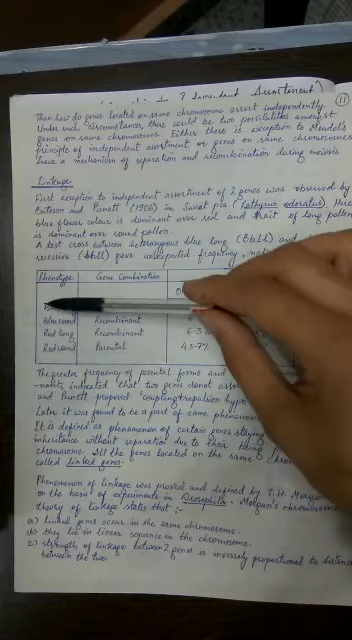 ? Independent Assortment? (11)
Then how do genes located on same chromosome assort independently.
Under such circumstances, there could be two possibilities amongst
genes on same chromosomes. Either there is exception to Mendel's
principle of independent assortment or genes on same chromosomes
have a mechanism of separation and recombination during meiosis
Linkage
First exception to independent assortment of 2 genes was observed by
Bateson and Punett (1906) in Sweet pea (Lathyrus odoratus). Here
blue flower colour is dominant over red and trait of long pollen
is dominant over round pollen.
A test cross between heterozygous blue long (BbLl) and
recessive (bbll) gave unexpected frequency,
Phenotype Gene Combination
Blue round Recombinant 6.3%
Red long Recombinant 6.3%
Red round Parental 43.7%
The greater frequency of parental forms and
indicated that two genes donot
and Punett proposed coupling
Later it was found to be a part of same phenomenon
It is defined as phenomenon of certain genes staying
inheritance without separation due to their being
chromosome. All the genes located on the same
called linked genes.
Phenomenon of linkage was proved and defined by T.H. Morgan
on the basis of experiments in Drosophila. Morgan's chromosome
theory of linkage states that :-
(a) linked genes occur in the same chromosome.
(b) they lie in linear sequence in the chromosome.
(c) strength of linkage between 2 genes is inversely proportional to distance
between the two